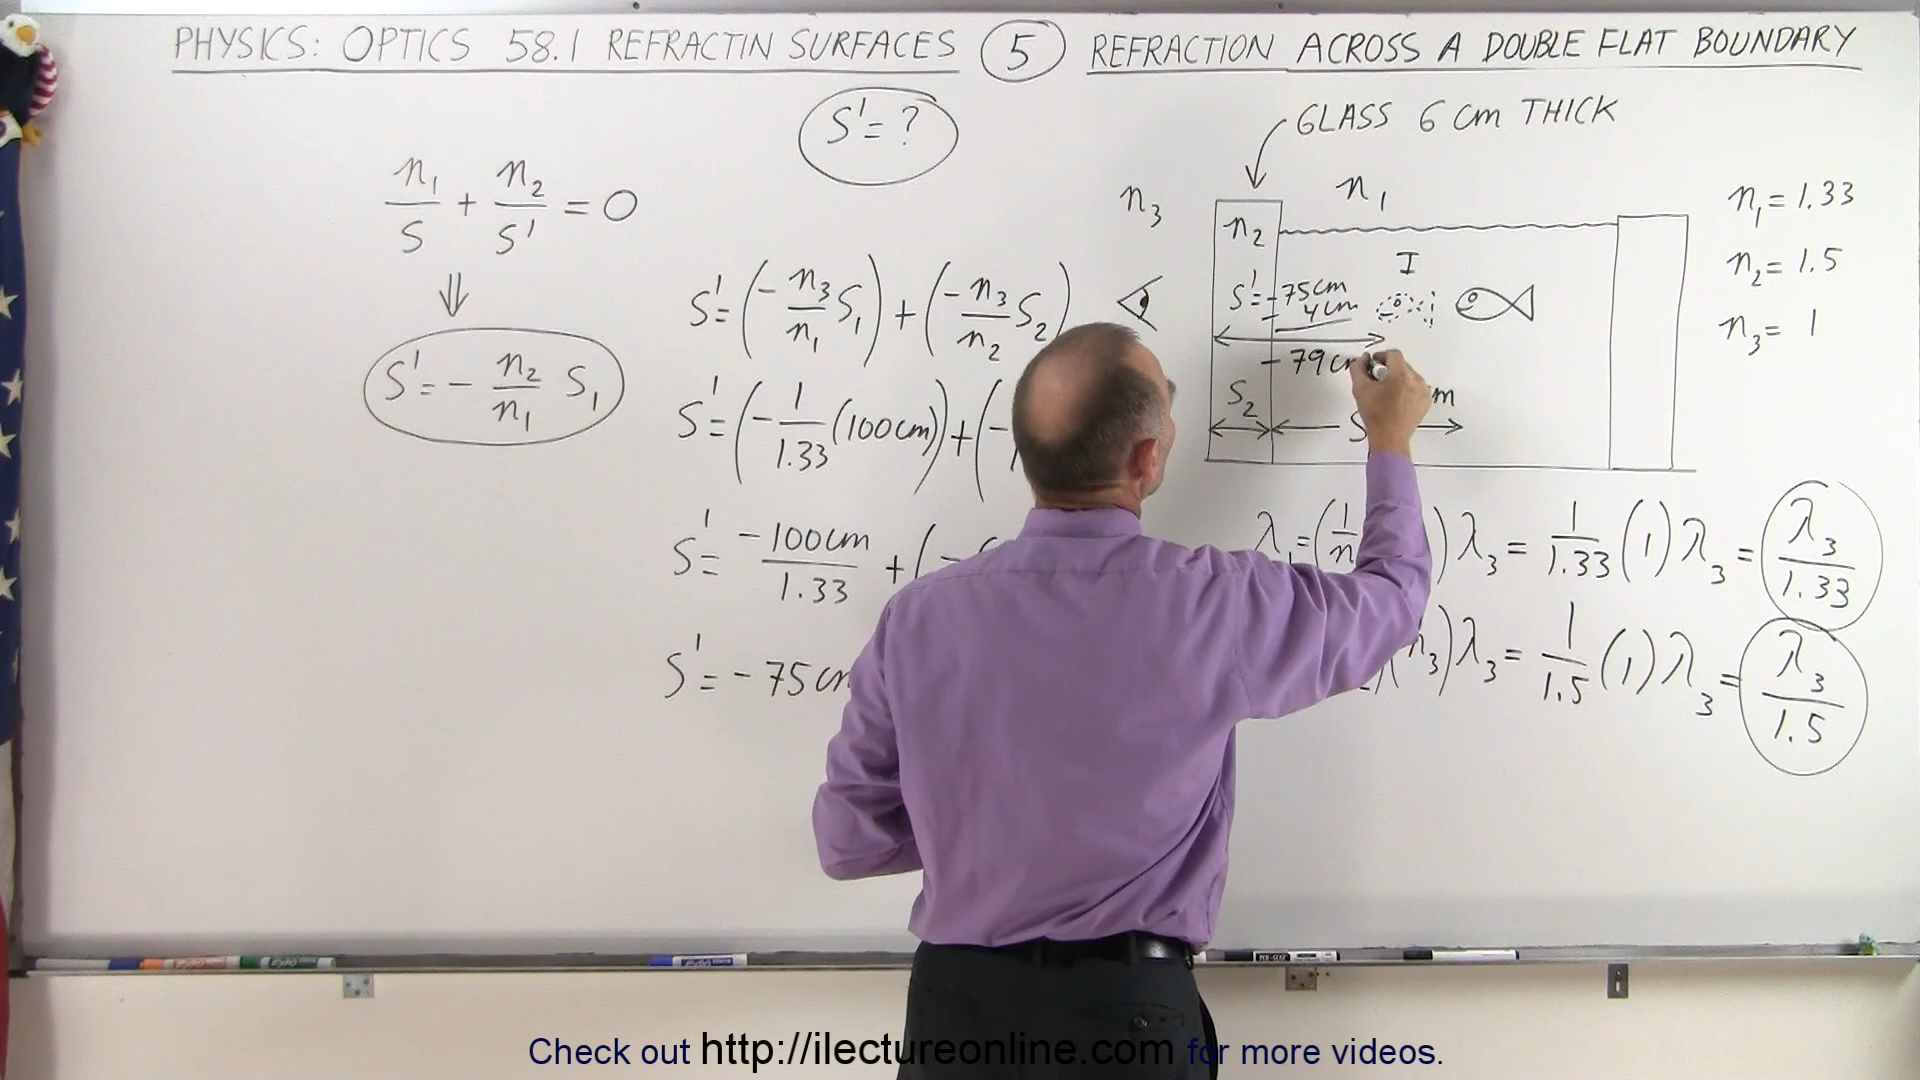 PHYSICS: OPTICS 58.1 REFRACTIN SURFACES 5 REFRACTION ACROSS A DOUBLE FLAT BOUNDARY
S' = ?
n₁/S + n₂/S' = 0
⇓
S' = - n₂/n₁ S₁
S' = (- n₃/n₁ S₁) + (- n₃/n₂ S₂)
S' = (- 1/1.33 (100cm)) + (-
S' = -100cm/1.33 + (-
S' = -75cm
GLASS 6 cm THICK
n₃
n₁
n₂
I
S' = -75cm
- 4cm
-79cm
S₂
m
S
n₁ = 1.33
n₂ = 1.5
n₃ = 1
λ₁ = (1/n ) λ₃ = 1/1.33 (1) λ₃ = λ₃/1.33
n₃) λ₃ = 1/1.5 (1) λ₃ = λ₃/1.5
Check out http://ilectureonline.com for more videos.